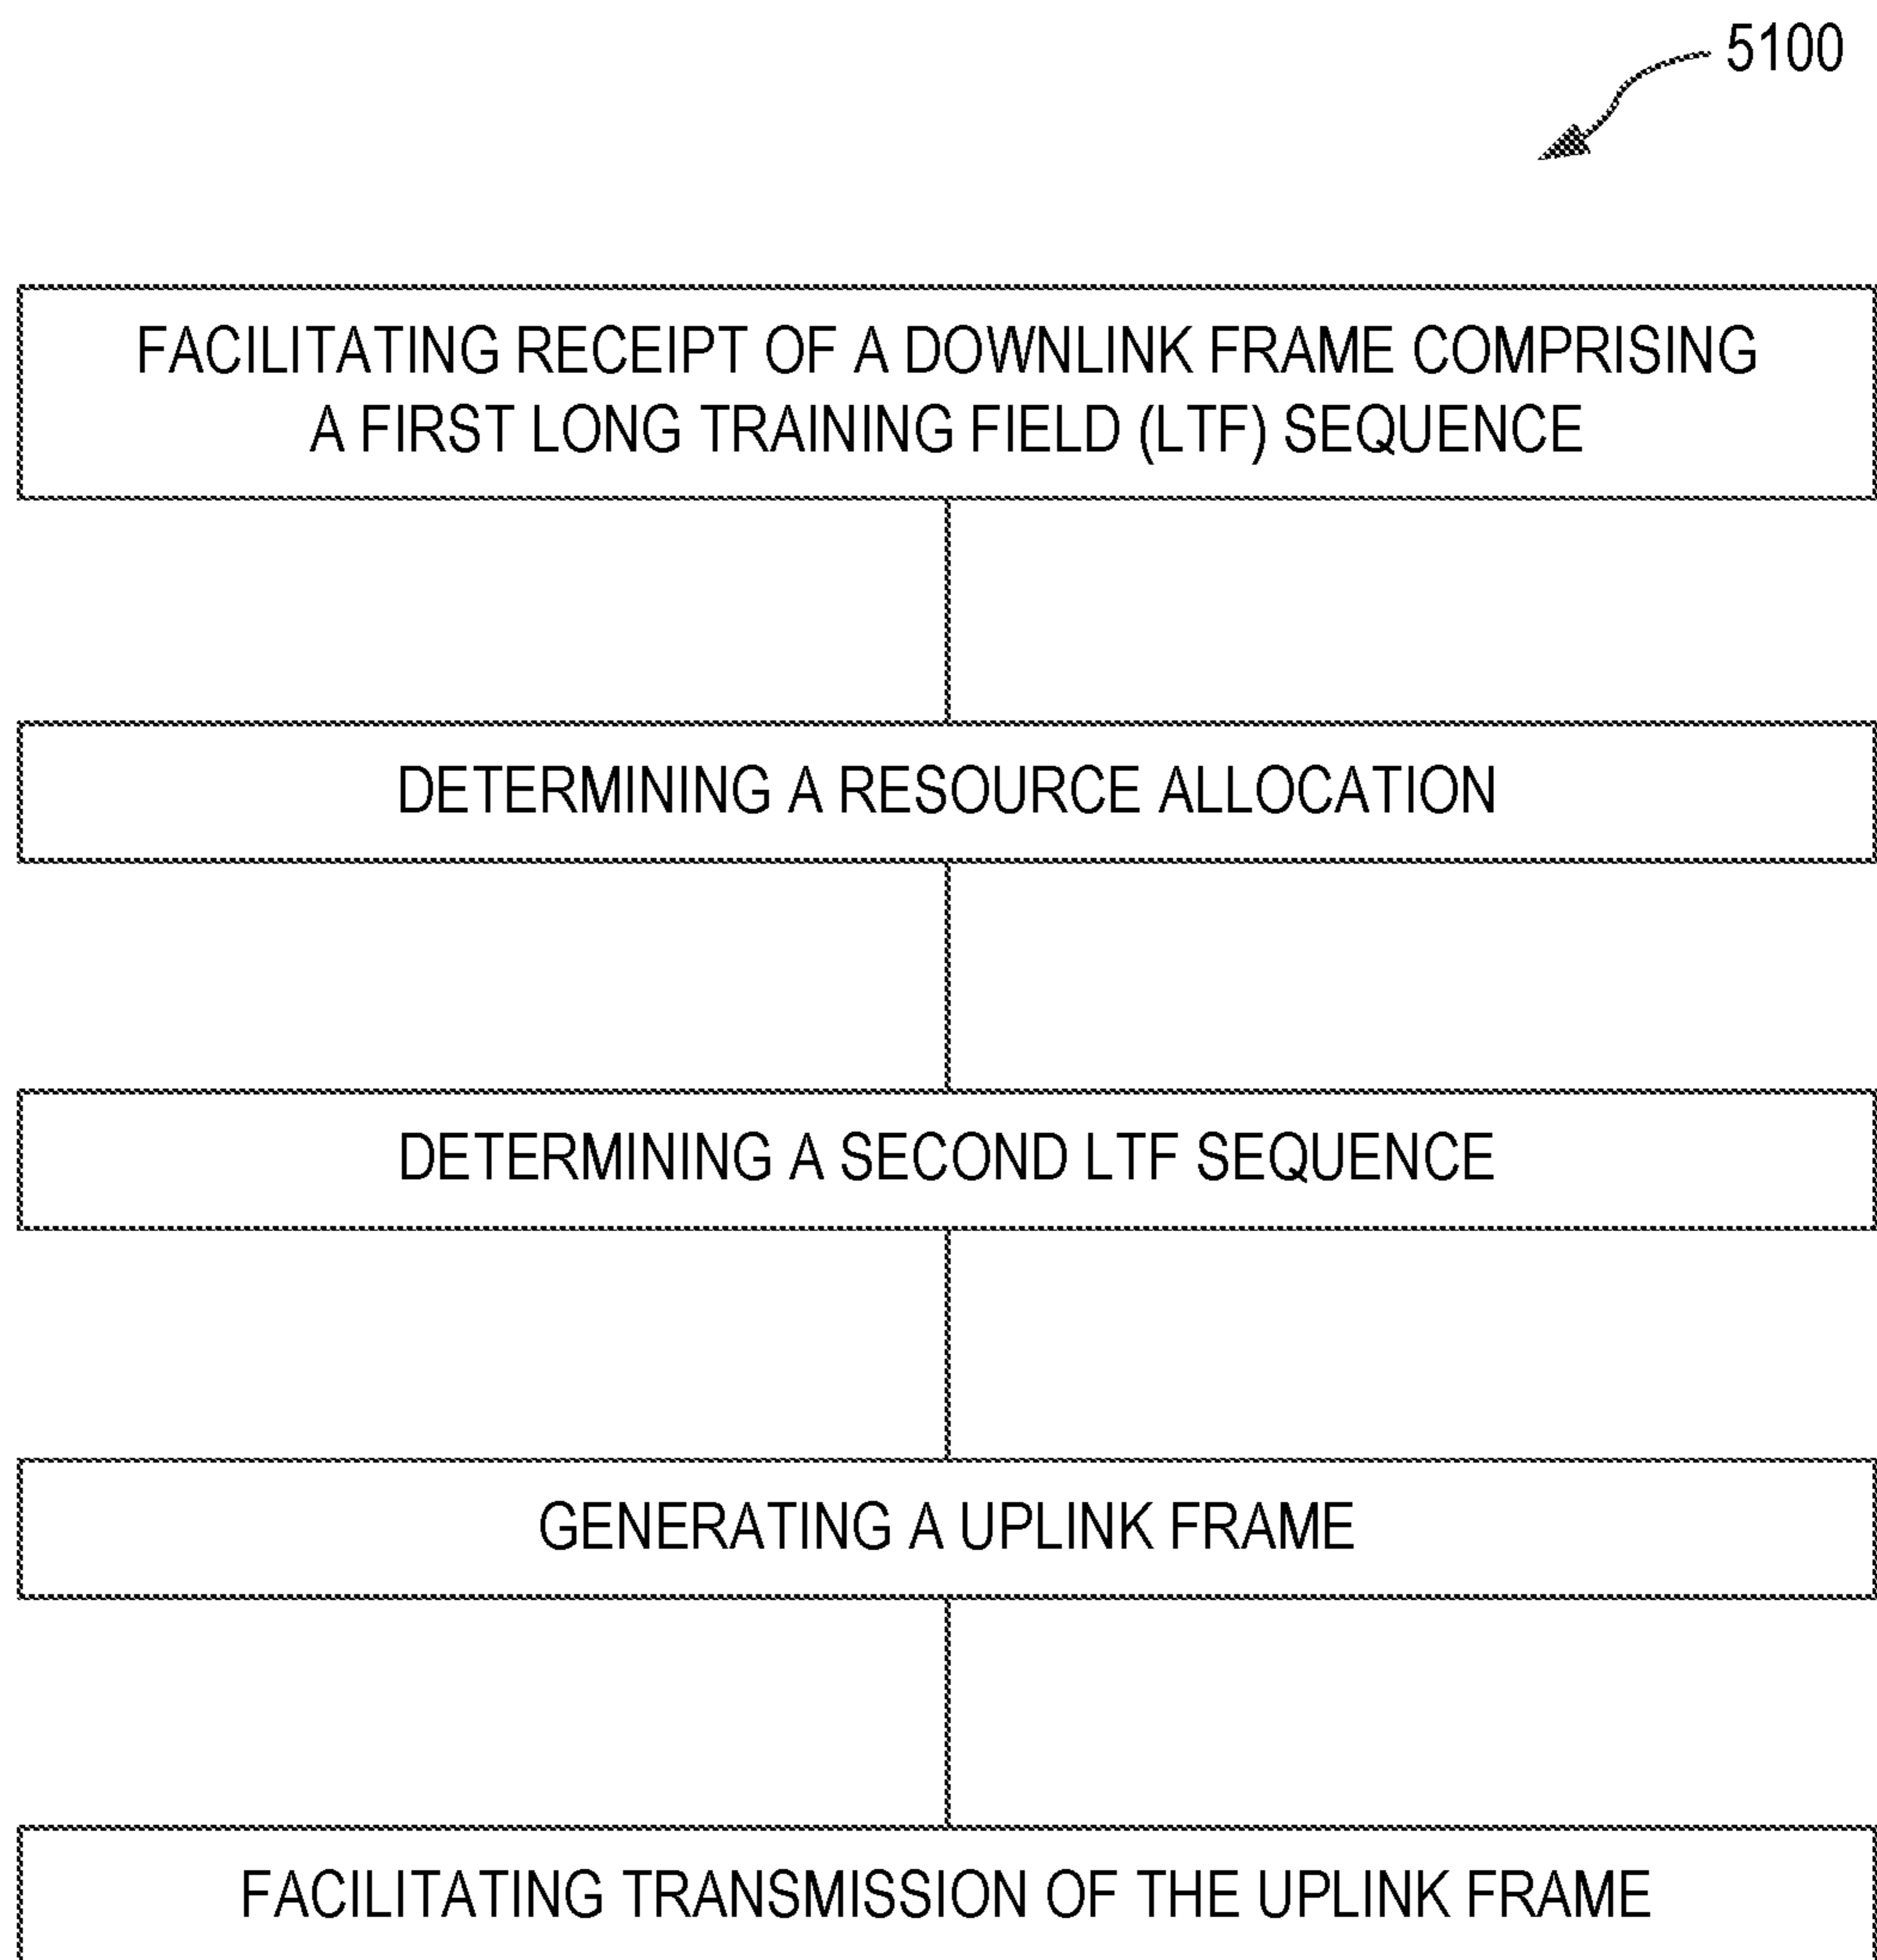 5100
FACILITATING RECEIPT OF A DOWNLINK FRAME COMPRISING
A FIRST LONG TRAINING FIELD (LTF) SEQUENCE
DETERMINING A RESOURCE ALLOCATION
DETERMINING A SECOND LTF SEQUENCE
GENERATING A UPLINK FRAME
FACILITATING TRANSMISSION OF THE UPLINK FRAME